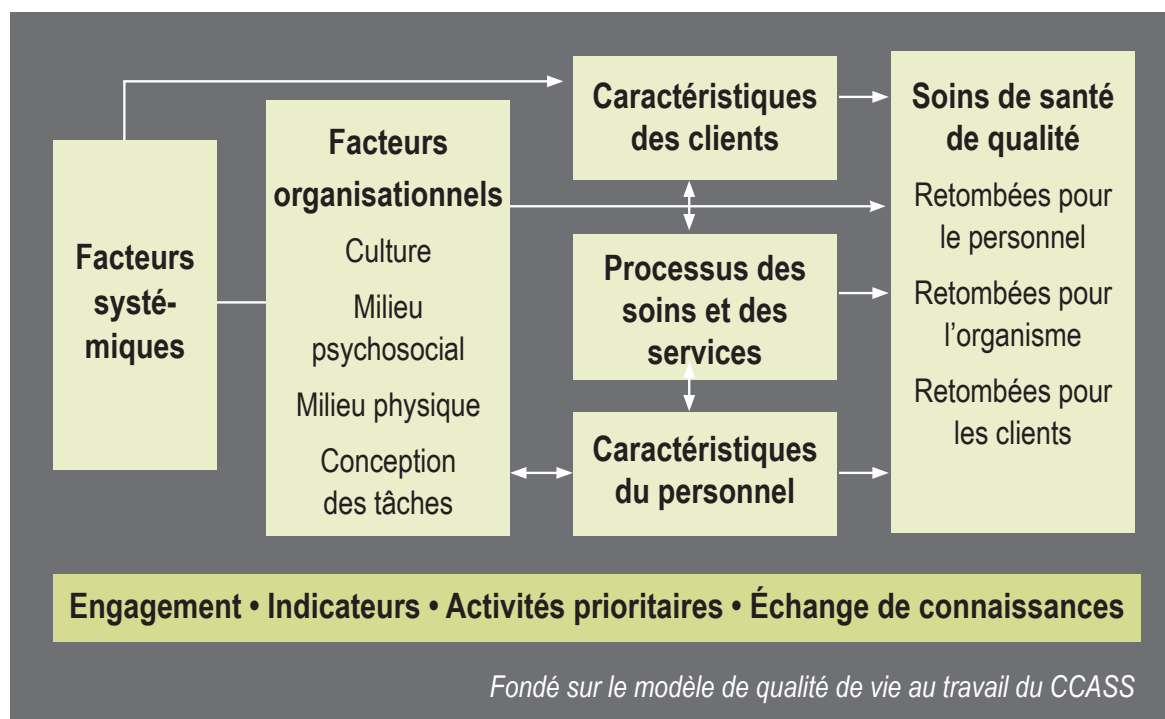 Facteurs
systé-
miques
Facteurs
organisationnels
Culture
Milieu
psychosocial
Milieu physique
Conception
des tâches
Caractéristiques
des clients
Processus des
soins et des
services
Caractéristiques
du personnel
Soins de santé
de qualité
Retombées pour
le personnel
Retombées pour
l’organisme
Retombées pour
les clients
Engagement • Indicateurs • Activités prioritaires • Échange de connaissances
Fondé sur le modèle de qualité de vie au travail du CCASS